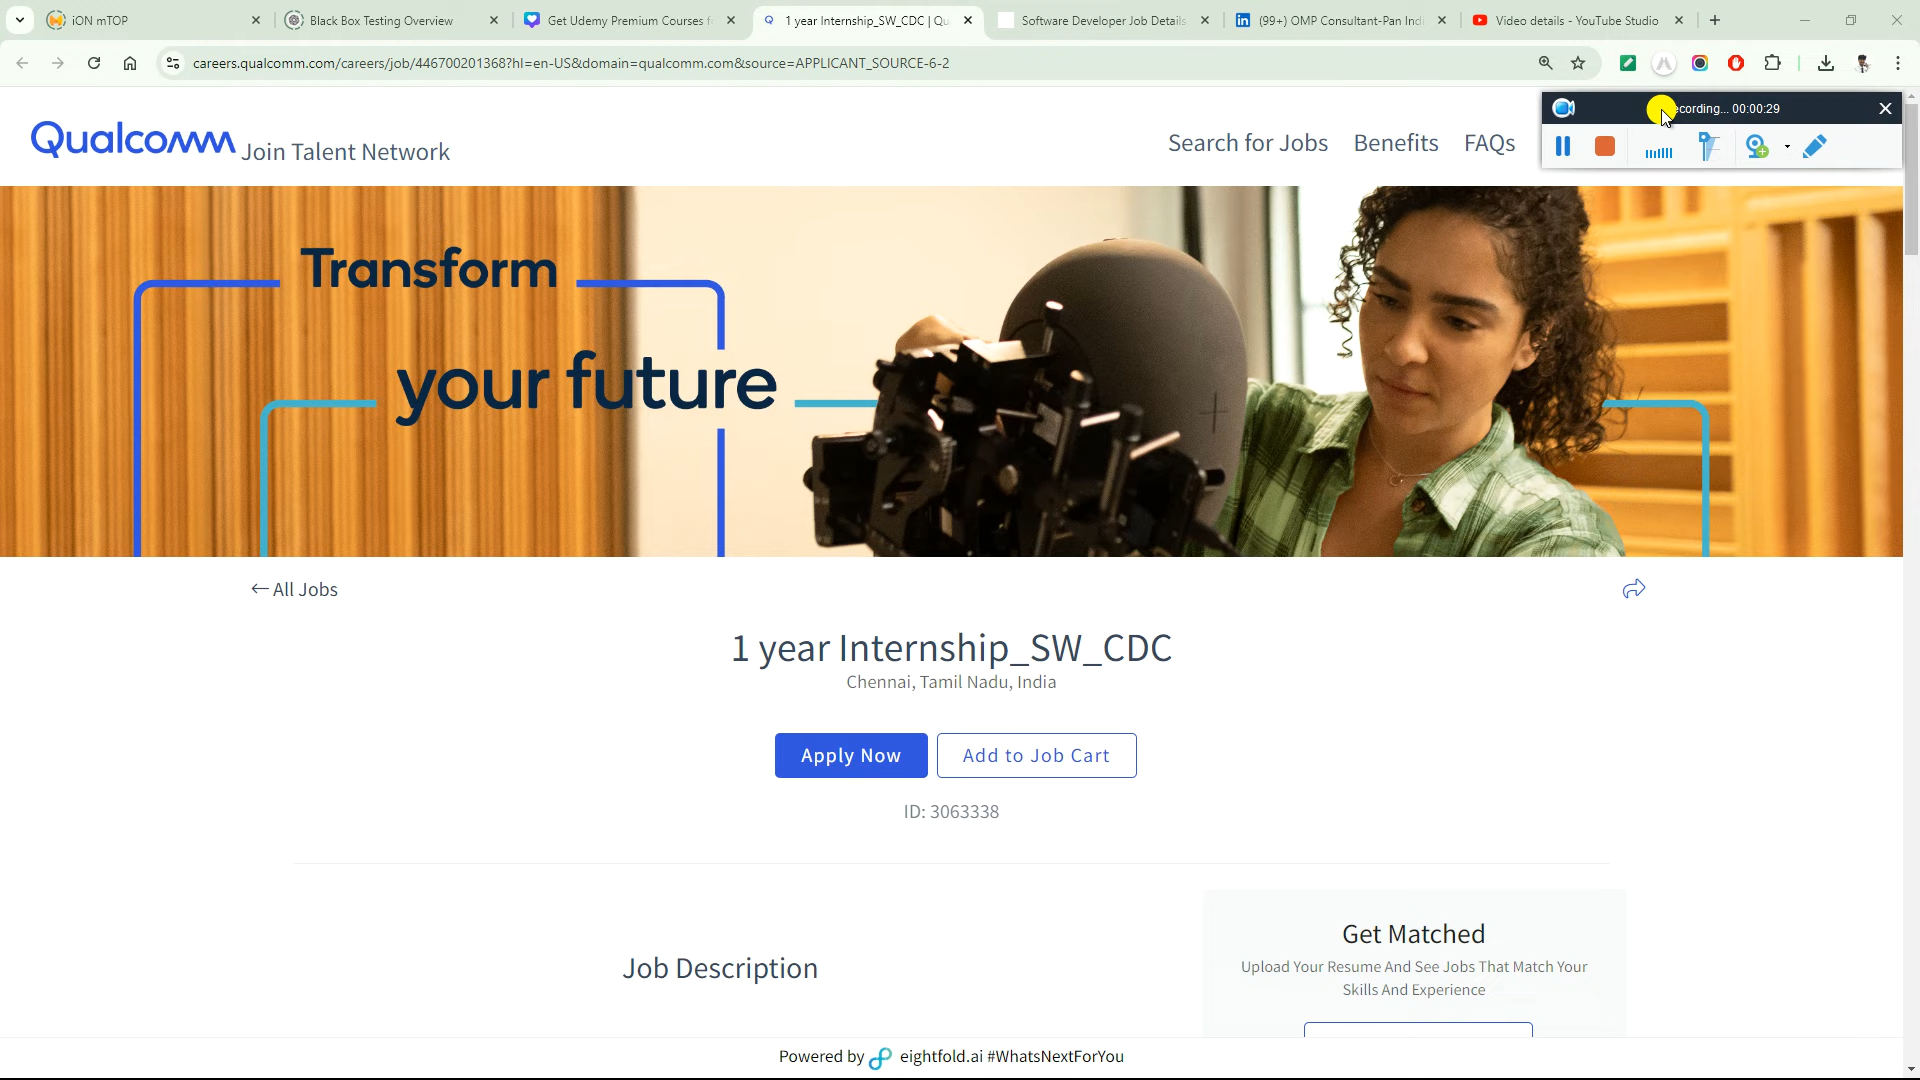 iON mTOP
Black Box Testing Overview
Get Udemy Premium Courses f
1 year Internship_SW_CDC | Qu
Software Developer Job Details
(99+) OMP Consultant-Pan Indi
Video details - YouTube Studio
careers.qualcomm.com/careers/job/446700201368?hl=en-US&domain=qualcomm.com&source=APPLICANT_SOURCE-6-2
ecording... 00:00:29
Qualcomm
Join Talent Network
Search for Jobs
Benefits
FAQs
Transform
your future
← All Jobs
1 year Internship_SW_CDC
Chennai, Tamil Nadu, India
Apply Now
Add to Job Cart
ID: 3063338
Job Description
Get Matched
Upload Your Resume And See Jobs That Match Your
Skills And Experience
Powered by eightfold.ai #WhatsNextForYou